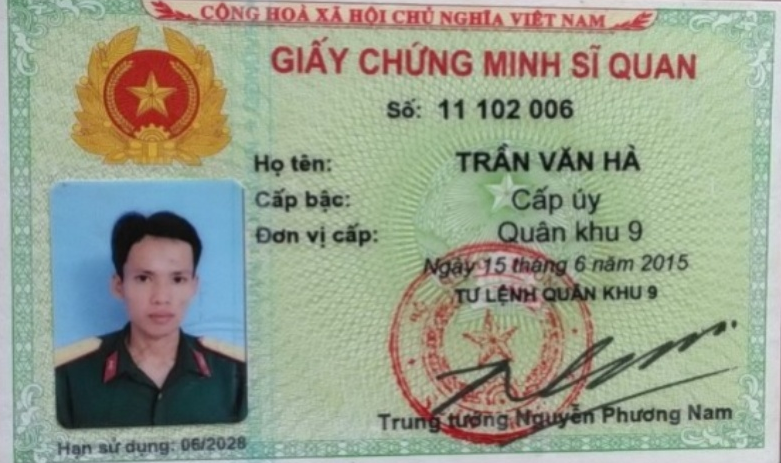 CỘNG HOÀ XÃ HỘI CHỦ NGHĨA VIỆT NAM
GIẤY CHỨNG MINH SĨ QUAN
Số: 11 102 006
Họ tên: TRẦN VĂN HÀ
Cấp bậc: Cấp úy
Đơn vị cấp: Quân khu 9
Ngày 15 tháng 6 năm 2015
TƯ LỆNH QUÂN KHU 9
Trung tướng Nguyễn Phương Nam
Hạn sử dụng: 06/2028